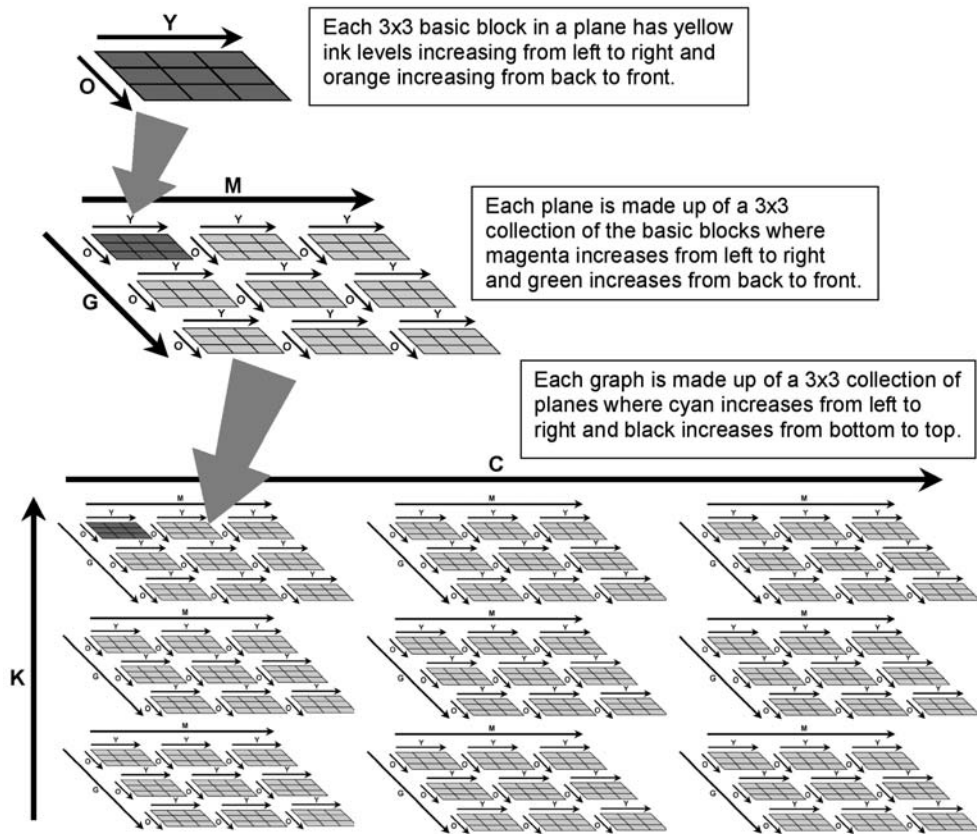 Y
Each 3x3 basic block in a plane has yellow
ink levels increasing from left to right and
orange increasing from back to front.
O
M
Each plane is made up of a 3x3
collection of the basic blocks where
magenta increases from left to right
and green increases from back to front.
Y Y Y
O O O
Y Y Y
G
O O O
Y Y Y
O O O
Each graph is made up of a 3x3 collection of
planes where cyan increases from left to
right and black increases from bottom to top.
C
M M M
Y Y Y Y Y Y Y Y Y
O O O O O O O O O
Y Y Y Y Y Y Y Y Y
G O O O G O O O G O O O
Y Y Y Y Y Y Y Y Y
O O O O O O O O O
M M M
Y Y Y Y Y Y Y Y Y
O O O O O O O O O
Y Y Y Y Y Y Y Y Y
K
G O O O G O O O G O O O
Y Y Y Y Y Y Y Y Y
O O O O O O O O O
M M M
Y Y Y Y Y Y Y Y Y
O O O O O O O O O
Y Y Y Y Y Y Y Y Y
G O O O G O O O G O O O
Y Y Y Y Y Y Y Y Y
O O O O O O O O O